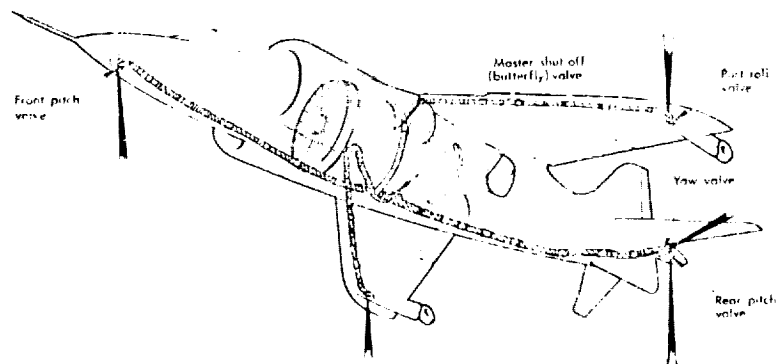 Master shut off
(butterfly) valve
Port roll
valve
Front pitch
valve
Yaw valve
Rear pitch
valve